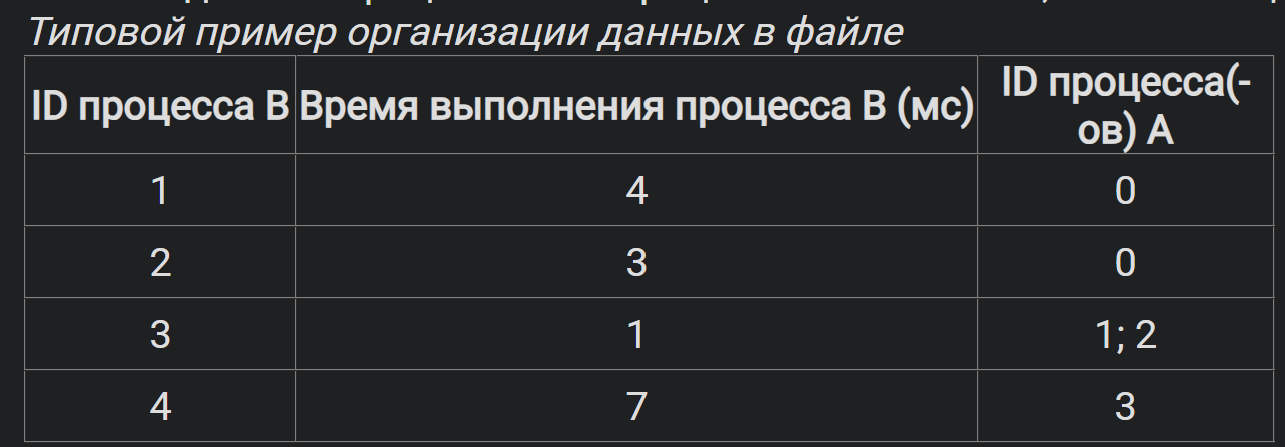 Типовой пример организации данных в файле
ID процесса B Время выполнения процесса B (мс) ID процесса(-
ов) A
1 4 0
2 3 0
3 1 1; 2
4 7 3